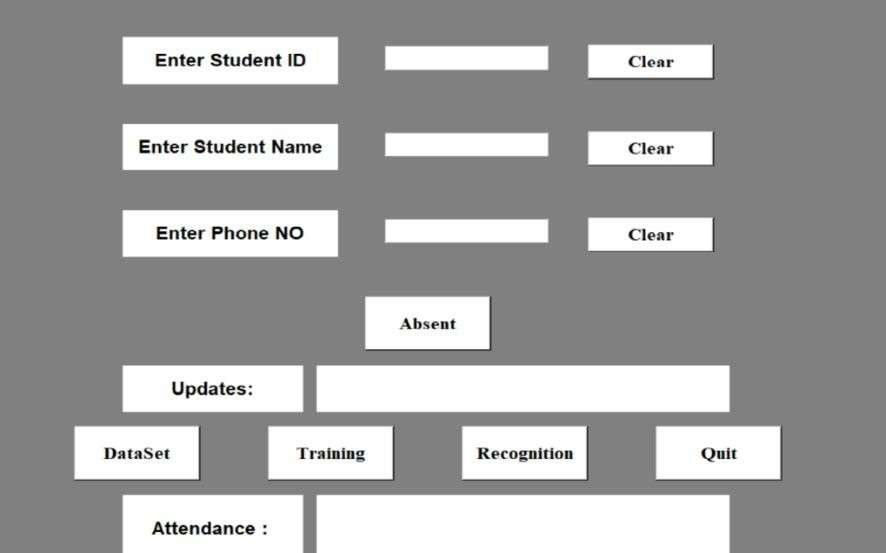 Enter Student ID
Clear
Enter Student Name
Clear
Enter Phone NO
Clear
Absent
Updates:
DataSet
Training
Recognition
Quit
Attendance :